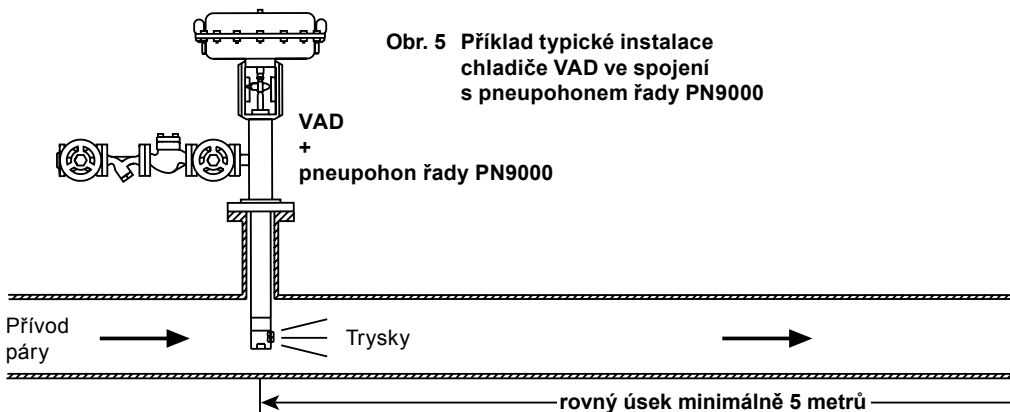 Obr. 5 Příklad typické instalace
chladiče VAD ve spojení
s pneupohonem řady PN9000
VAD
+
pneupohon řady PN9000
Přívod
páry
Trysky
rovný úsek minimálně 5 metrů